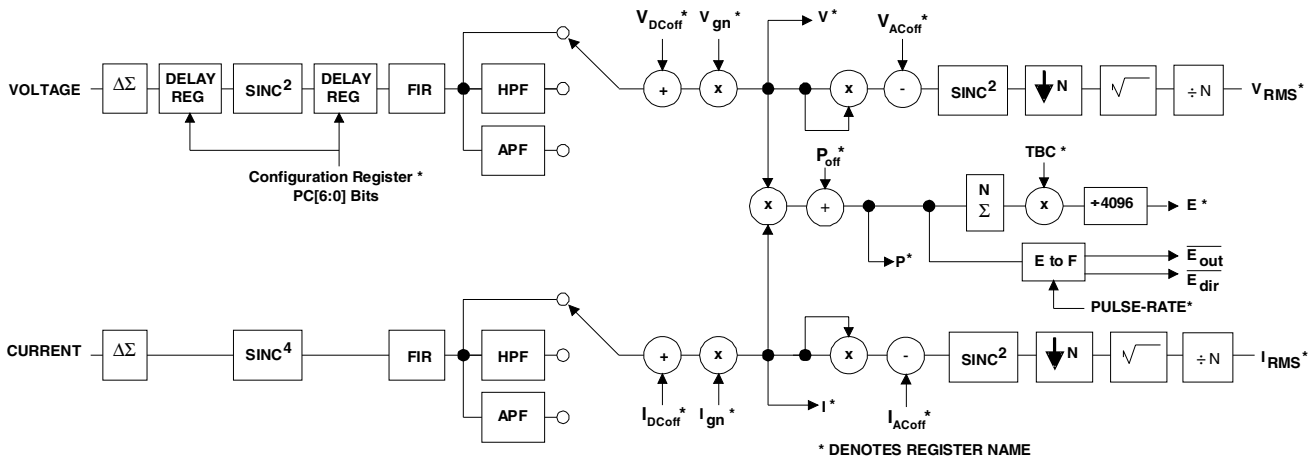 V_DCoff* V_gn* V* V_ACoff*
VOLTAGE ΔΣ DELAY REG SINC² DELAY REG FIR HPF APF + x x - SINC² N √ ÷N V_RMS*
Configuration Register *
PC[6:0] Bits
P_off* TBC *
x + N Σ x ÷4096 E*
P*
E to F E_out
E_dir
PULSE-RATE*
CURRENT ΔΣ SINC⁴ FIR HPF APF + x x - SINC² N √ ÷N I_RMS*
I_DCoff* I_gn* I* I_ACoff*
* DENOTES REGISTER NAME